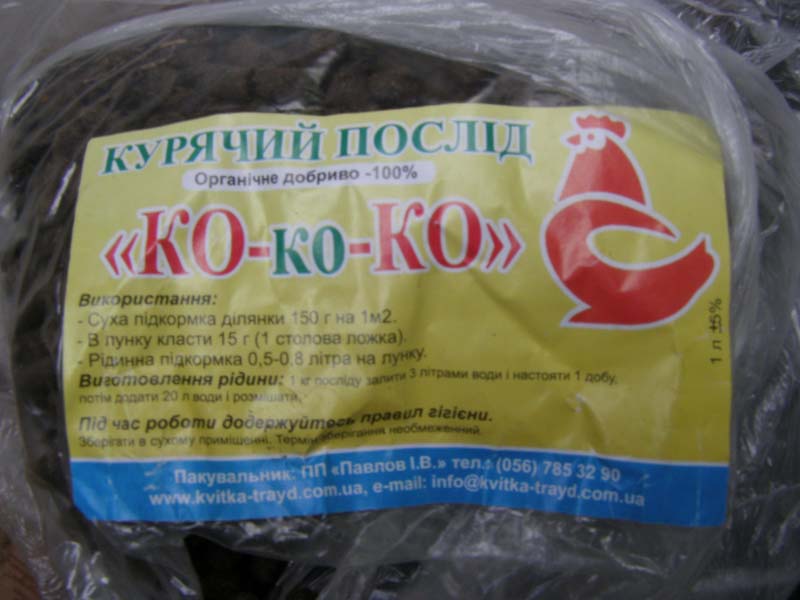 КУРЯЧИЙ ПОСЛІД
Органічне добриво -100%
«КО-ко-КО»
Використання:
- Суха підкормка ділянки 150 г на 1м2.
- В лунку класти 15 г (1 столова ложка).
- Рідинна підкормка 0,5-0,8 літра на лунку.
Виготовлення рідини: 1 кг посліду залити 3 літрами води і настояти 1 добу,
потім додати 20 л води і розмішати.
Під час роботи додержуйтесь правил гігієни.
Зберігати в сухому приміщенні. Термін зберігання необмежений.
Пакувальник: ПП «Павлов І.В.» тел.: (056) 785 32 90
www.kvitka-trayd.com.ua, e-mail: info@kvitka-trayd.com.ua
1 л ±5%